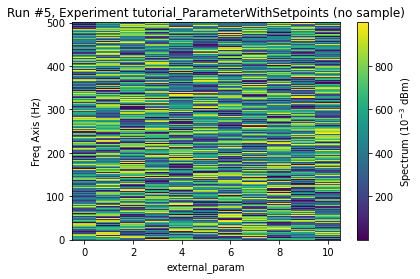 Run #5, Experiment tutorial_ParameterWithSetpoints (no sample)
500
400
300
200
100
0
Freq Axis (Hz)
0 2 4 6 8 10
external_param
800
600
400
200
Spectrum (10⁻³ dBm)